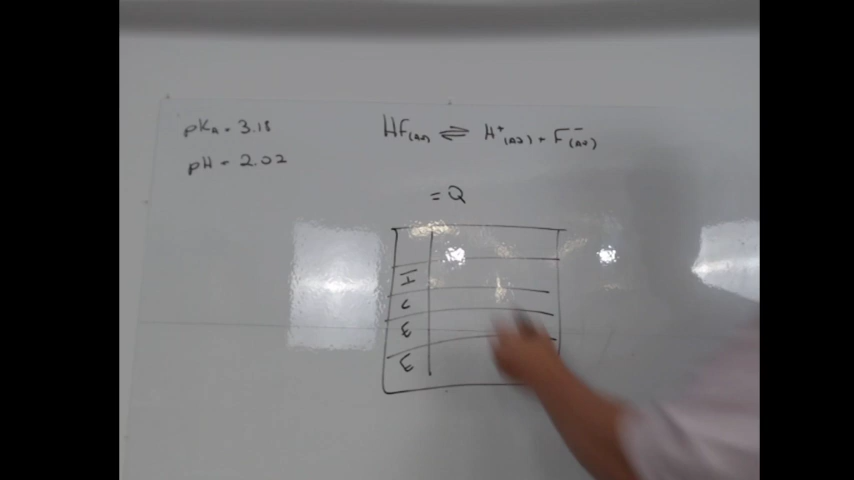 pKa = 3.18
HF(aq) ⇌ H⁺(aq) + F⁻(aq)
pH = 2.02
= Q
I
C
E
E